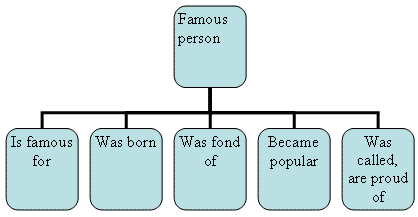 Famous
person
Is famous
for
Was born
Was fond
of
Became
popular
Was
called,
are proud
of